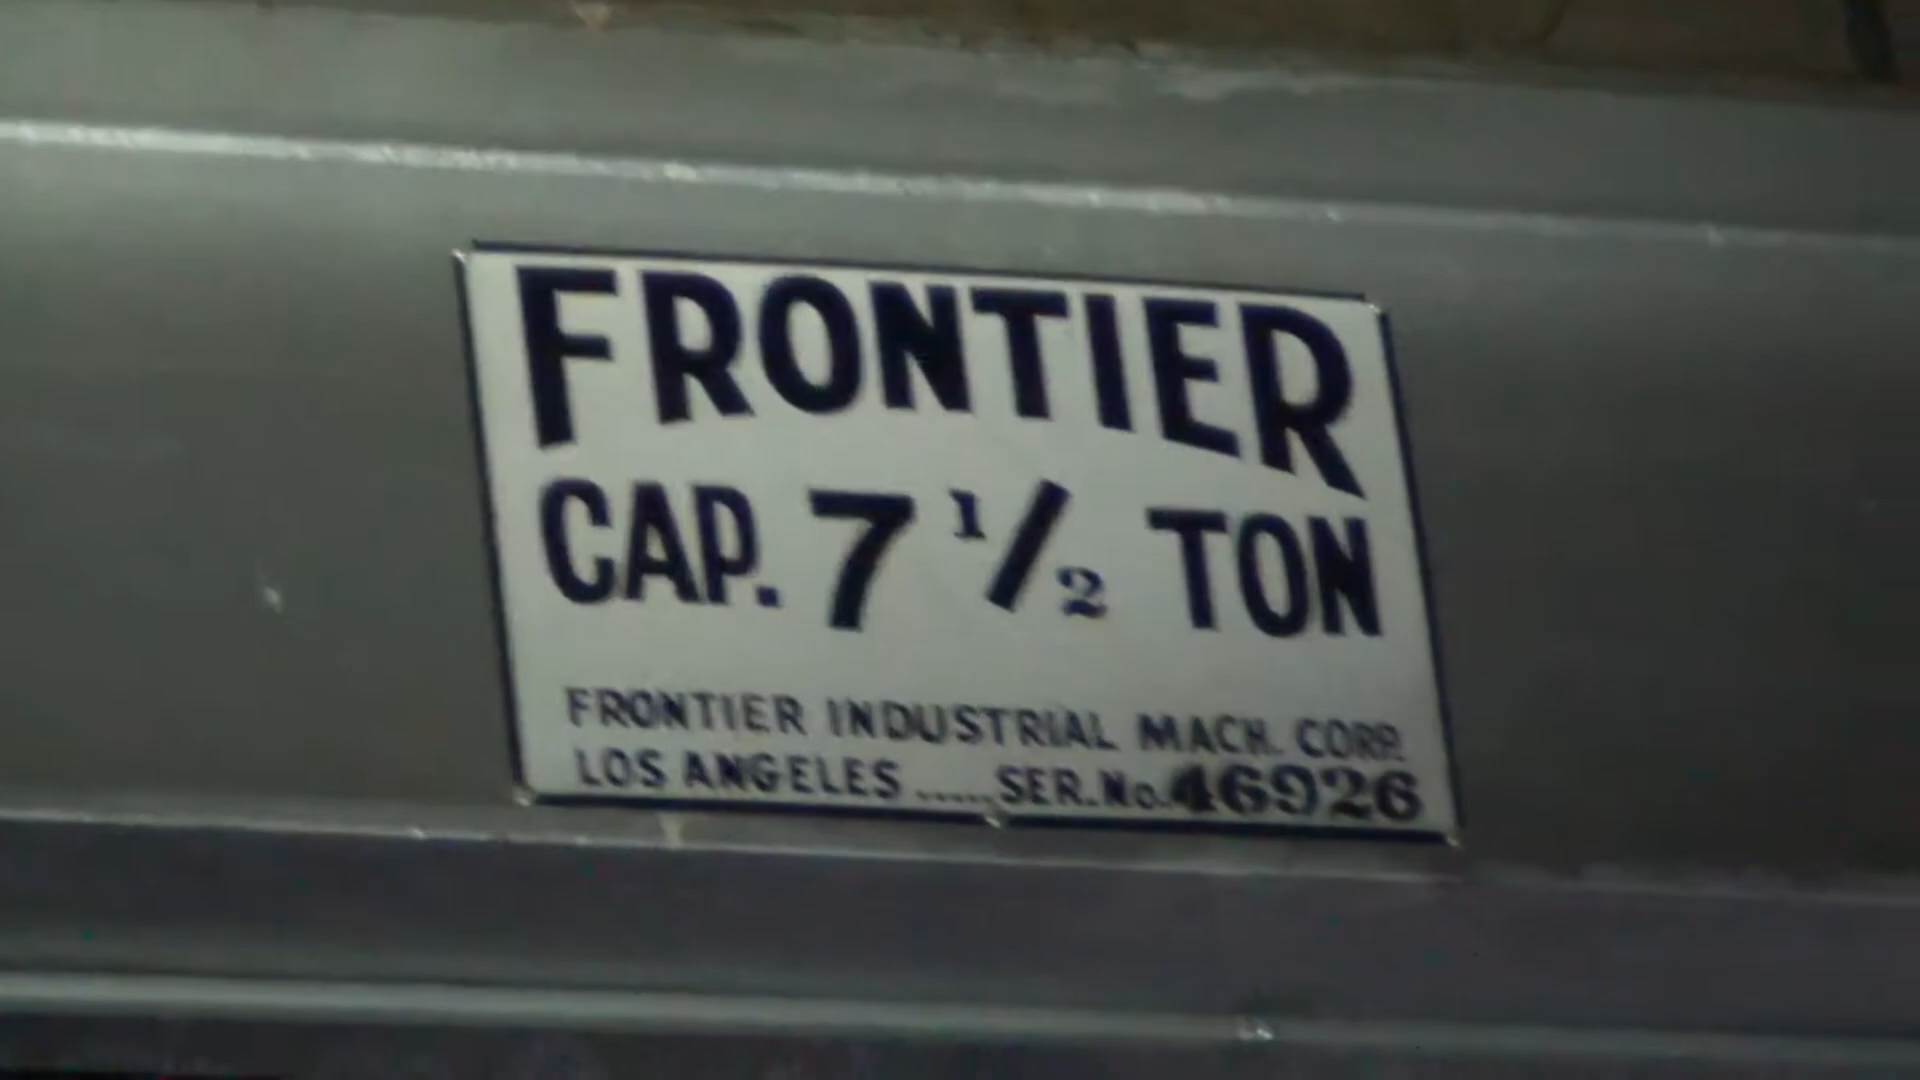 FRONTIER
CAP. 7 1/2 TON
FRONTIER INDUSTRIAL MACH. CORP.
LOS ANGELES ..... SER. No. 46926